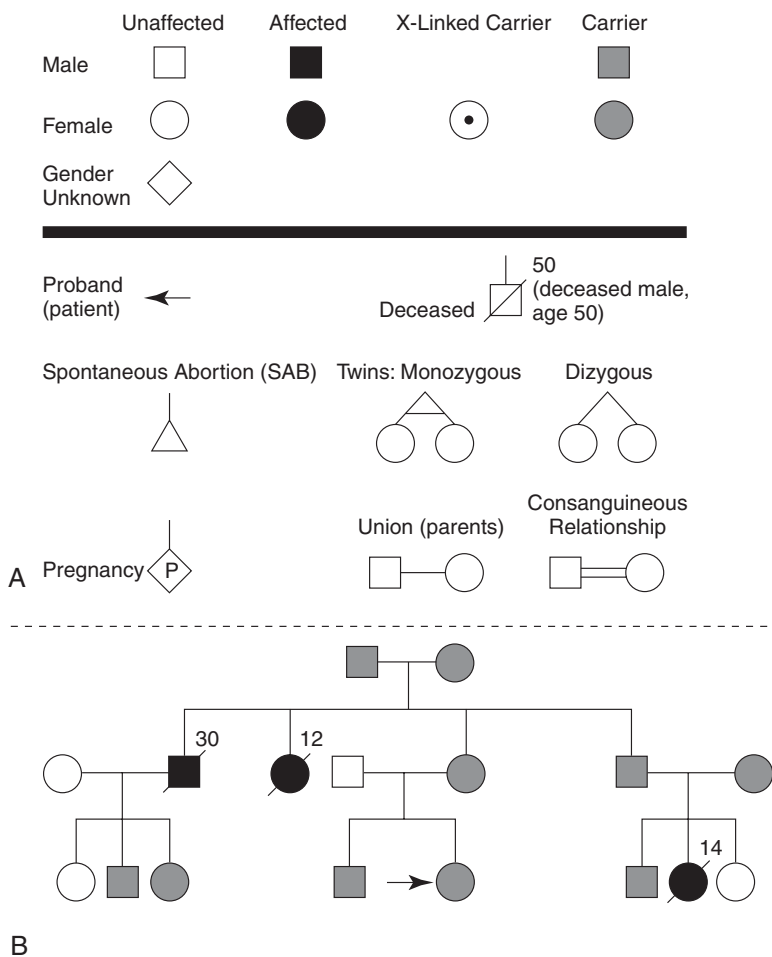 Unaffected Affected X-Linked Carrier Carrier
Male
Female
Gender
Unknown
Proband
(patient)
Deceased
50
(deceased male,
age 50)
Spontaneous Abortion (SAB)
Twins: Monozygous
Dizygous
Pregnancy
P
Union (parents)
Consanguineous
Relationship
A
30
12
14
B